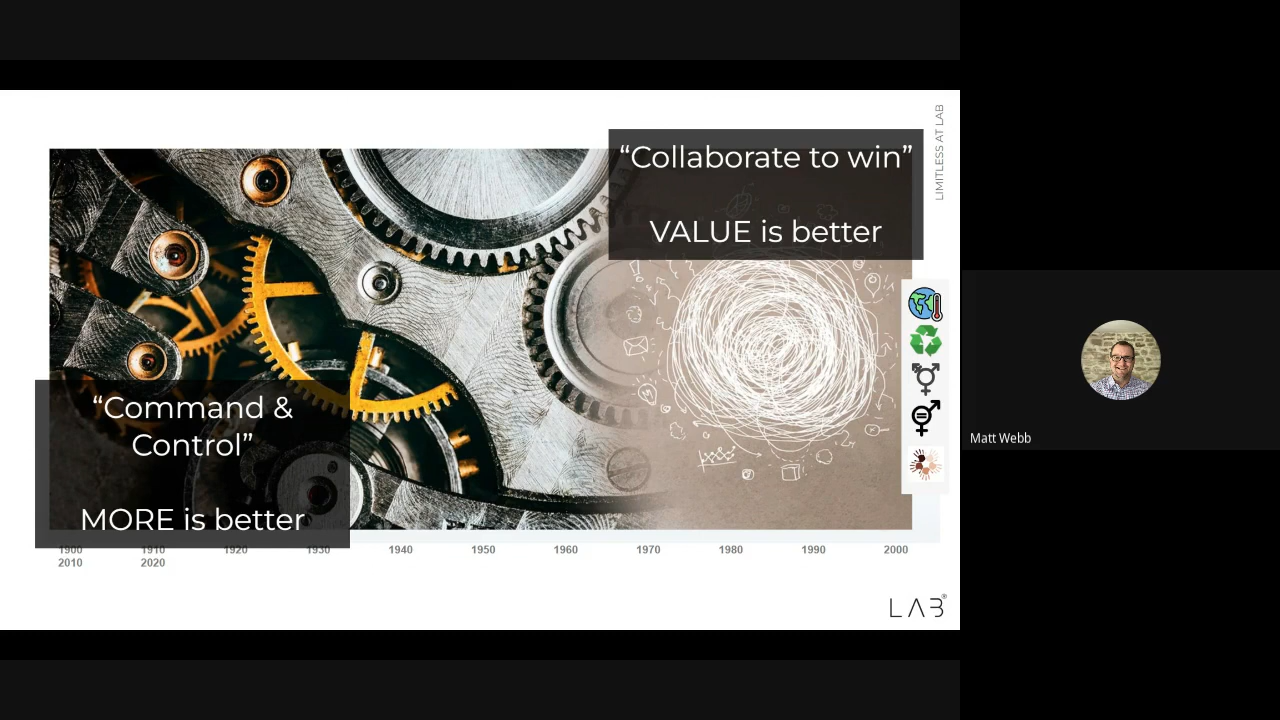 LIMITLESS AT LAB
“Collaborate to win”
VALUE is better
“Command &
Control”
MORE is better
1900 1910 1920 1930 1940 1950 1960 1970 1980 1990 2000
2010 2020
LAB®
Matt Webb